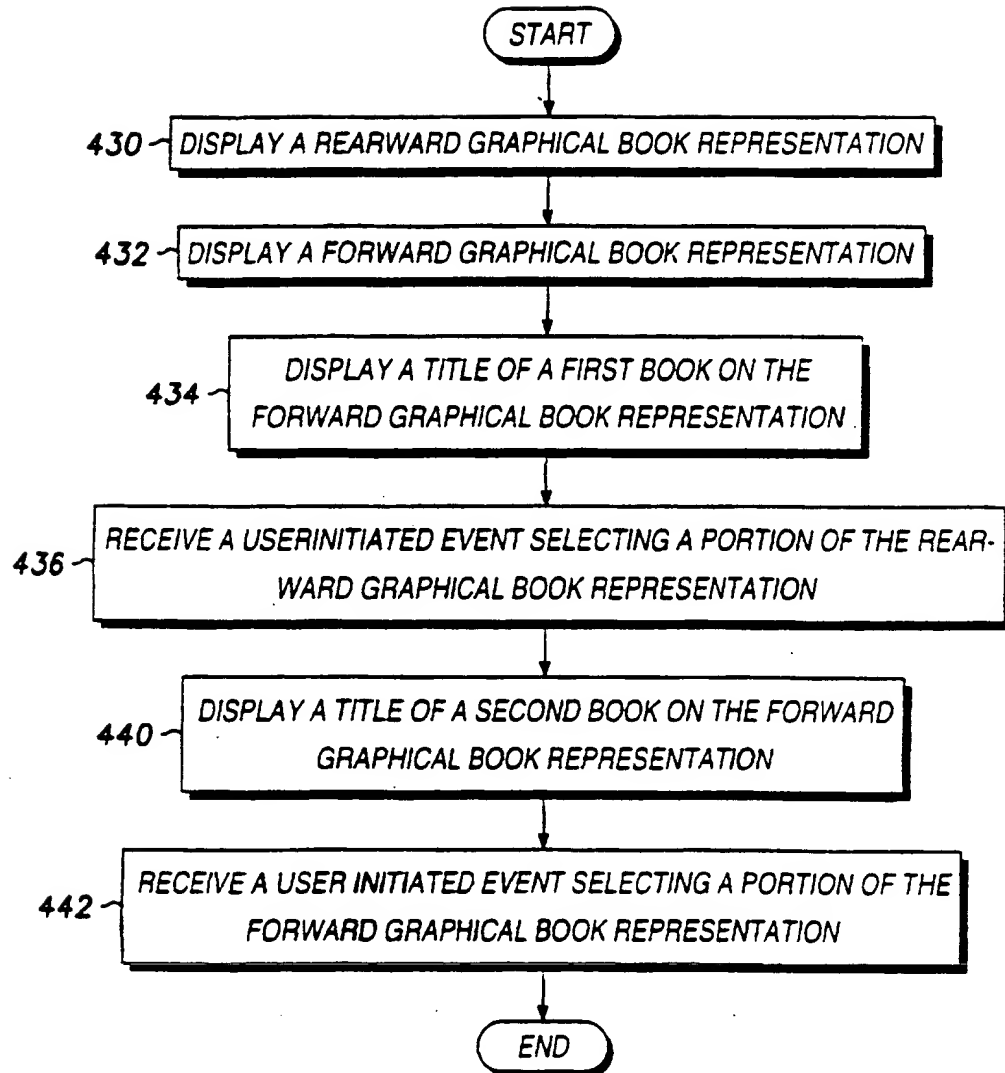 START
430
DISPLAY A REARWARD GRAPHICAL BOOK REPRESENTATION
432
DISPLAY A FORWARD GRAPHICAL BOOK REPRESENTATION
434
DISPLAY A TITLE OF A FIRST BOOK ON THE
FORWARD GRAPHICAL BOOK REPRESENTATION
436
RECEIVE A USERINITIATED EVENT SELECTING A PORTION OF THE REAR-
WARD GRAPHICAL BOOK REPRESENTATION
440
DISPLAY A TITLE OF A SECOND BOOK ON THE FORWARD
GRAPHICAL BOOK REPRESENTATION
442
RECEIVE A USER INITIATED EVENT SELECTING A PORTION OF THE
FORWARD GRAPHICAL BOOK REPRESENTATION
END